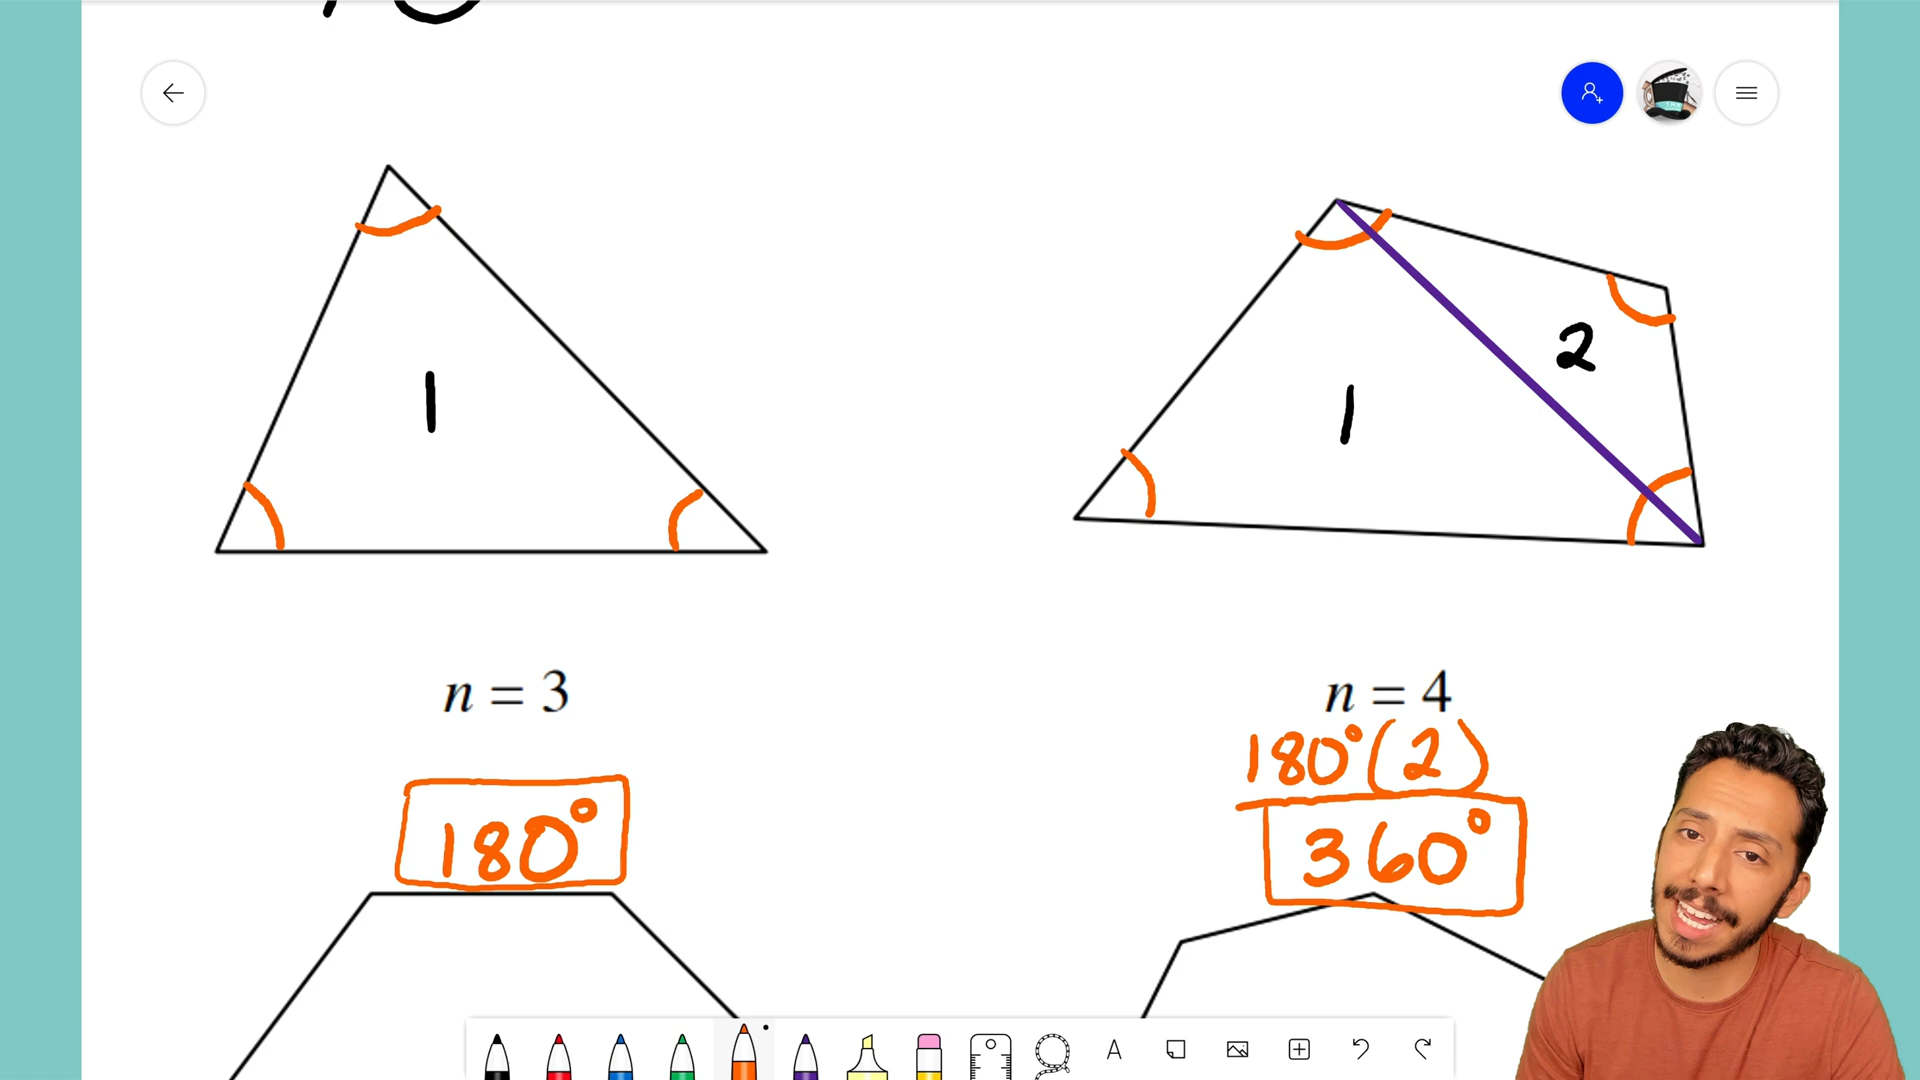 1
2
1
n = 3
n = 4
180°(2)
180°
360°
A